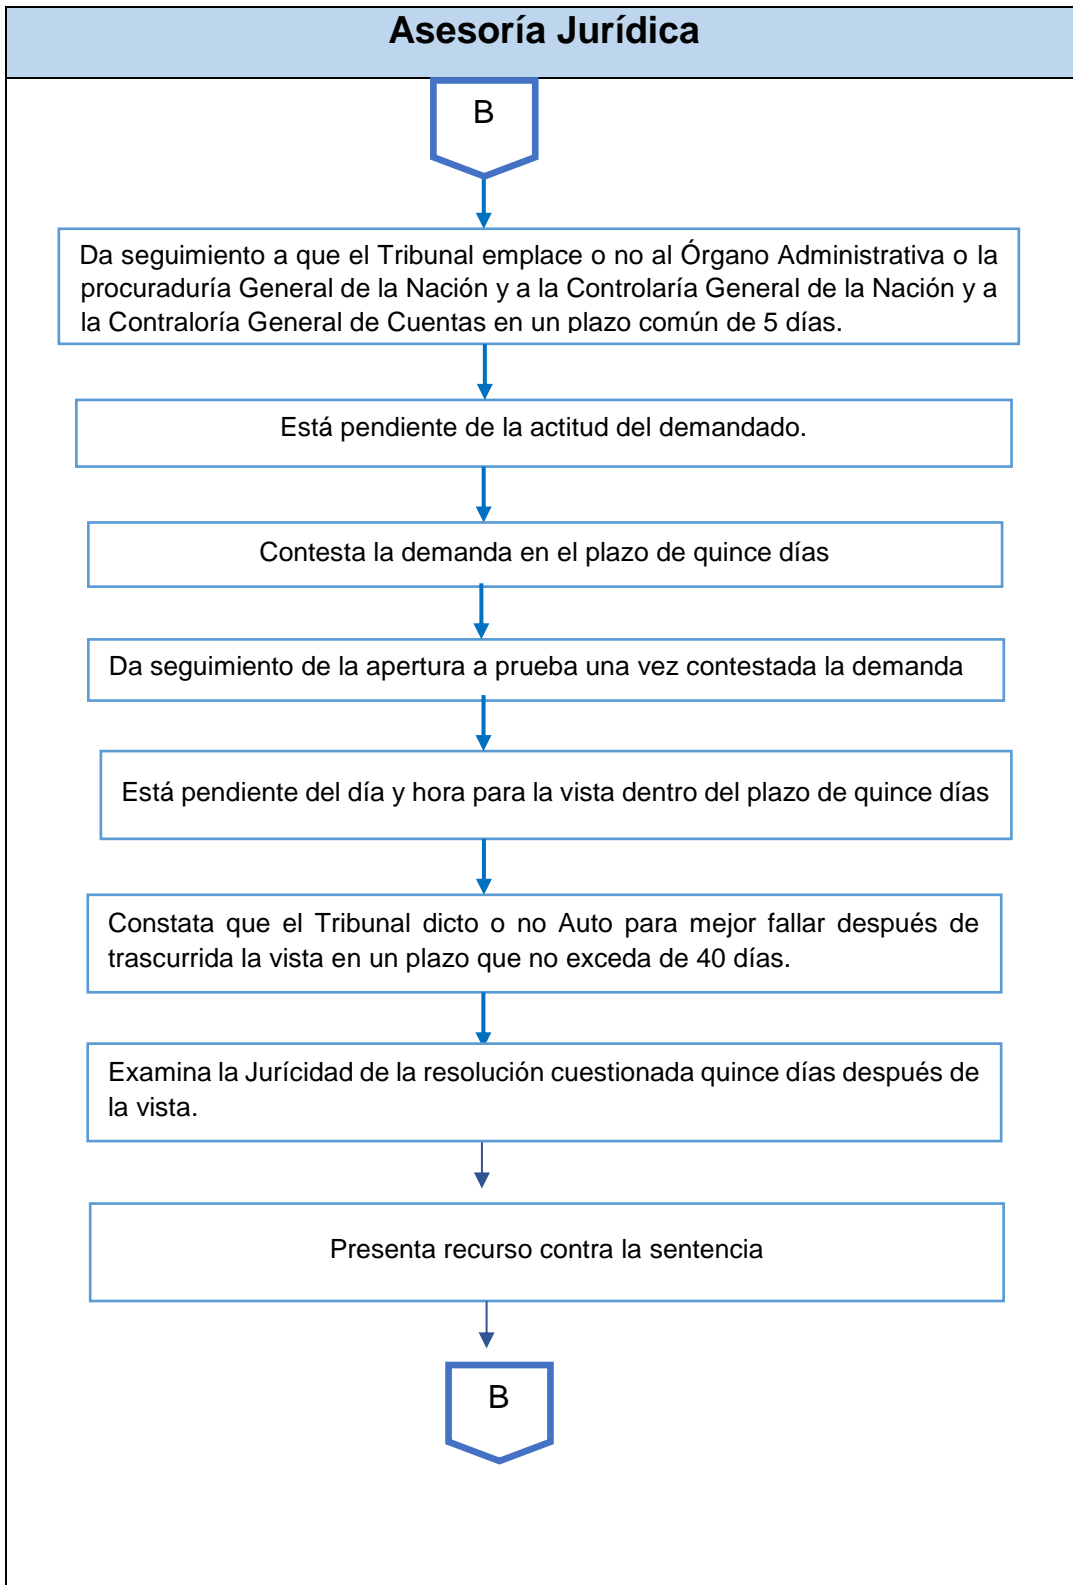 Asesoría Jurídica
B
Da seguimiento a que el Tribunal emplace o no al Órgano Administrativa o la
procuraduría General de la Nación y a la Controlaría General de la Nación y a
la Contraloría General de Cuentas en un plazo común de 5 días.
Está pendiente de la actitud del demandado.
Contesta la demanda en el plazo de quince días
Da seguimiento de la apertura a prueba una vez contestada la demanda
Está pendiente del día y hora para la vista dentro del plazo de quince días
Constata que el Tribunal dicto o no Auto para mejor fallar después de
trascurrida la vista en un plazo que no exceda de 40 días.
Examina la Jurícidad de la resolución cuestionada quince días después de
la vista.
Presenta recurso contra la sentencia
B